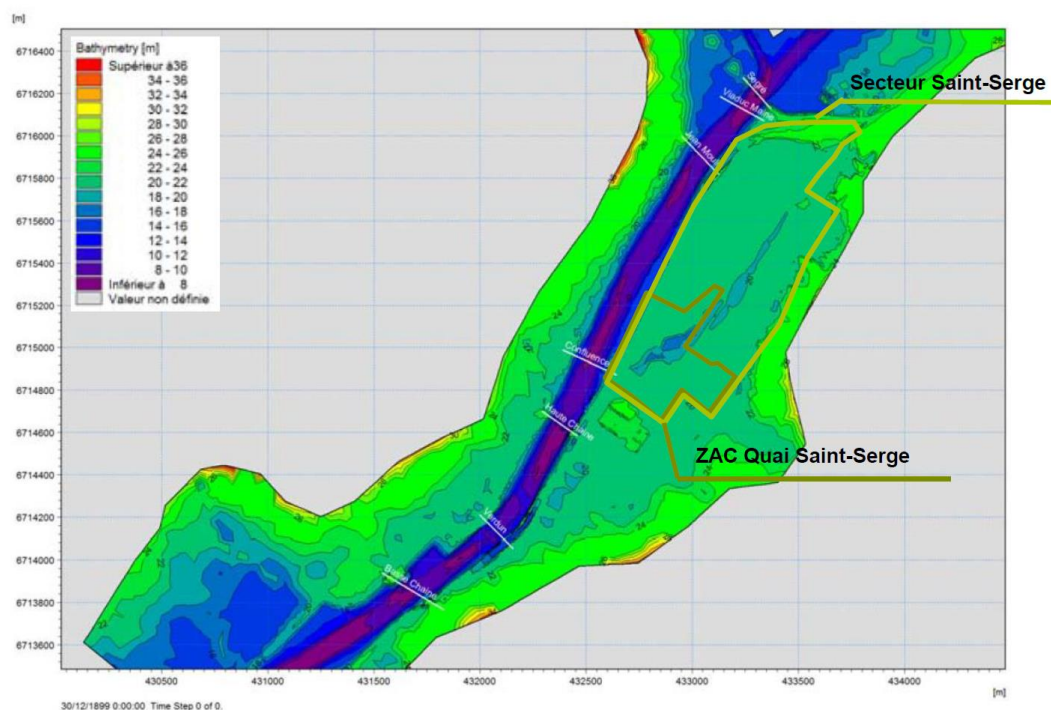 [m]
6716400
6716200
6716000
6715800
6715600
6715400
6715200
6715000
6714800
6714600
6714400
6714200
6714000
6713800
6713600
Bathymetry [m]
Supérieur à 36
34 - 36
32 - 34
30 - 32
28 - 30
26 - 28
24 - 26
22 - 24
20 - 22
18 - 20
16 - 18
14 - 16
12 - 14
10 - 12
8 - 10
Inférieur à 8
Valeur non définie
Segré
Viaduc Maine
Jean Mou
Secteur Saint-Serge
Confluence
Haute Chaîne
ZAC Quai Saint-Serge
Verdun
Basse Chaîne
430500
431000
431500
432000
432500
433000
433500
434000
[m]
30/12/1899 0:00:00 Time Step 0 of 0.